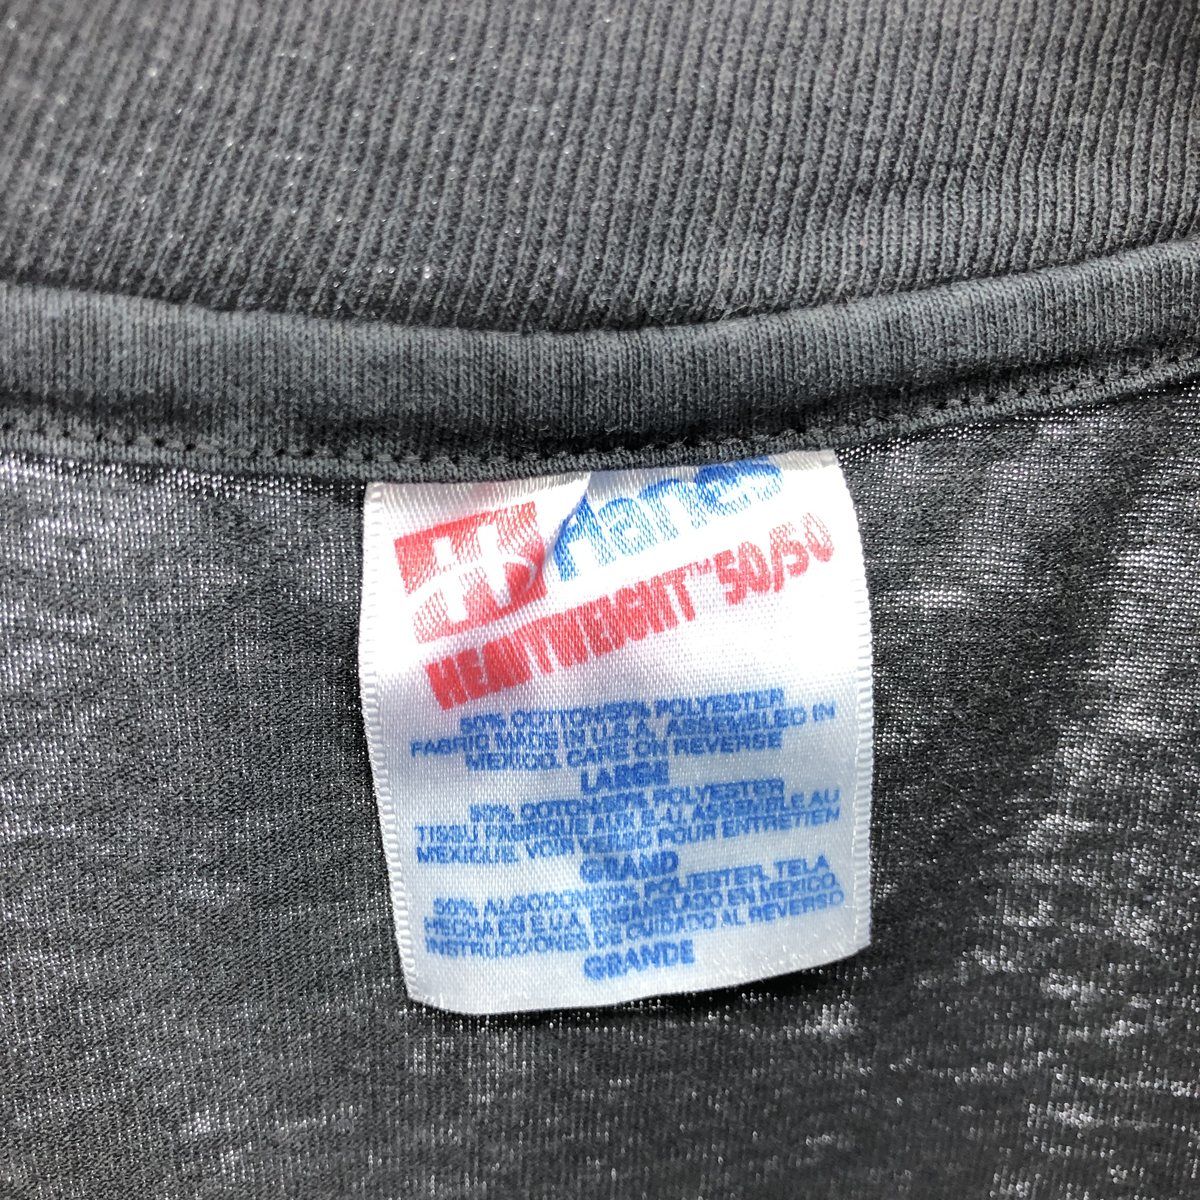 H Hanes
HEAVYWEIGHT™ 50/50
50% COTTON/50% POLYESTER
FABRIC MADE IN U.S.A., ASSEMBLED IN
MEXICO. CARE ON REVERSE
LARGE
50% COTON/50% POLYESTER
TISSU FABRIQUE AUX E.-U., ASSEMBLE AU
MEXIQUE. VOIR VERSO POUR ENTRETIEN
GRAND
50% ALGODON/50% POLIESTER, TELA
HECHA EN E.U.A. ENSAMBLADO EN MEXICO.
INSTRUCCIONES DE CUIDADO AL REVERSO
GRANDE